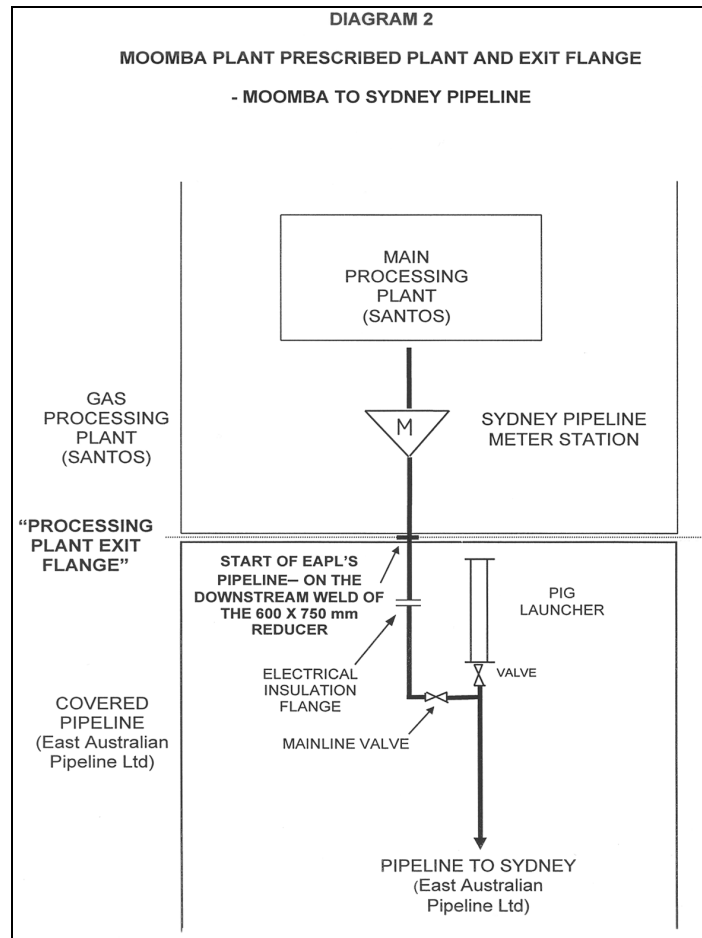 DIAGRAM 2
MOOMBA PLANT PRESCRIBED PLANT AND EXIT FLANGE
- MOOMBA TO SYDNEY PIPELINE
MAIN
PROCESSING
PLANT
(SANTOS)
GAS
PROCESSING
PLANT
(SANTOS)
M
SYDNEY PIPELINE
METER STATION
“PROCESSING
PLANT EXIT
FLANGE”
START OF EAPL’S
PIPELINE– ON THE
DOWNSTREAM WELD OF
THE 600 X 750 mm
REDUCER
PIG
LAUNCHER
ELECTRICAL
INSULATION
FLANGE
VALVE
COVERED
PIPELINE
(East Australian
Pipeline Ltd)
MAINLINE VALVE
PIPELINE TO SYDNEY
(East Australian
Pipeline Ltd)